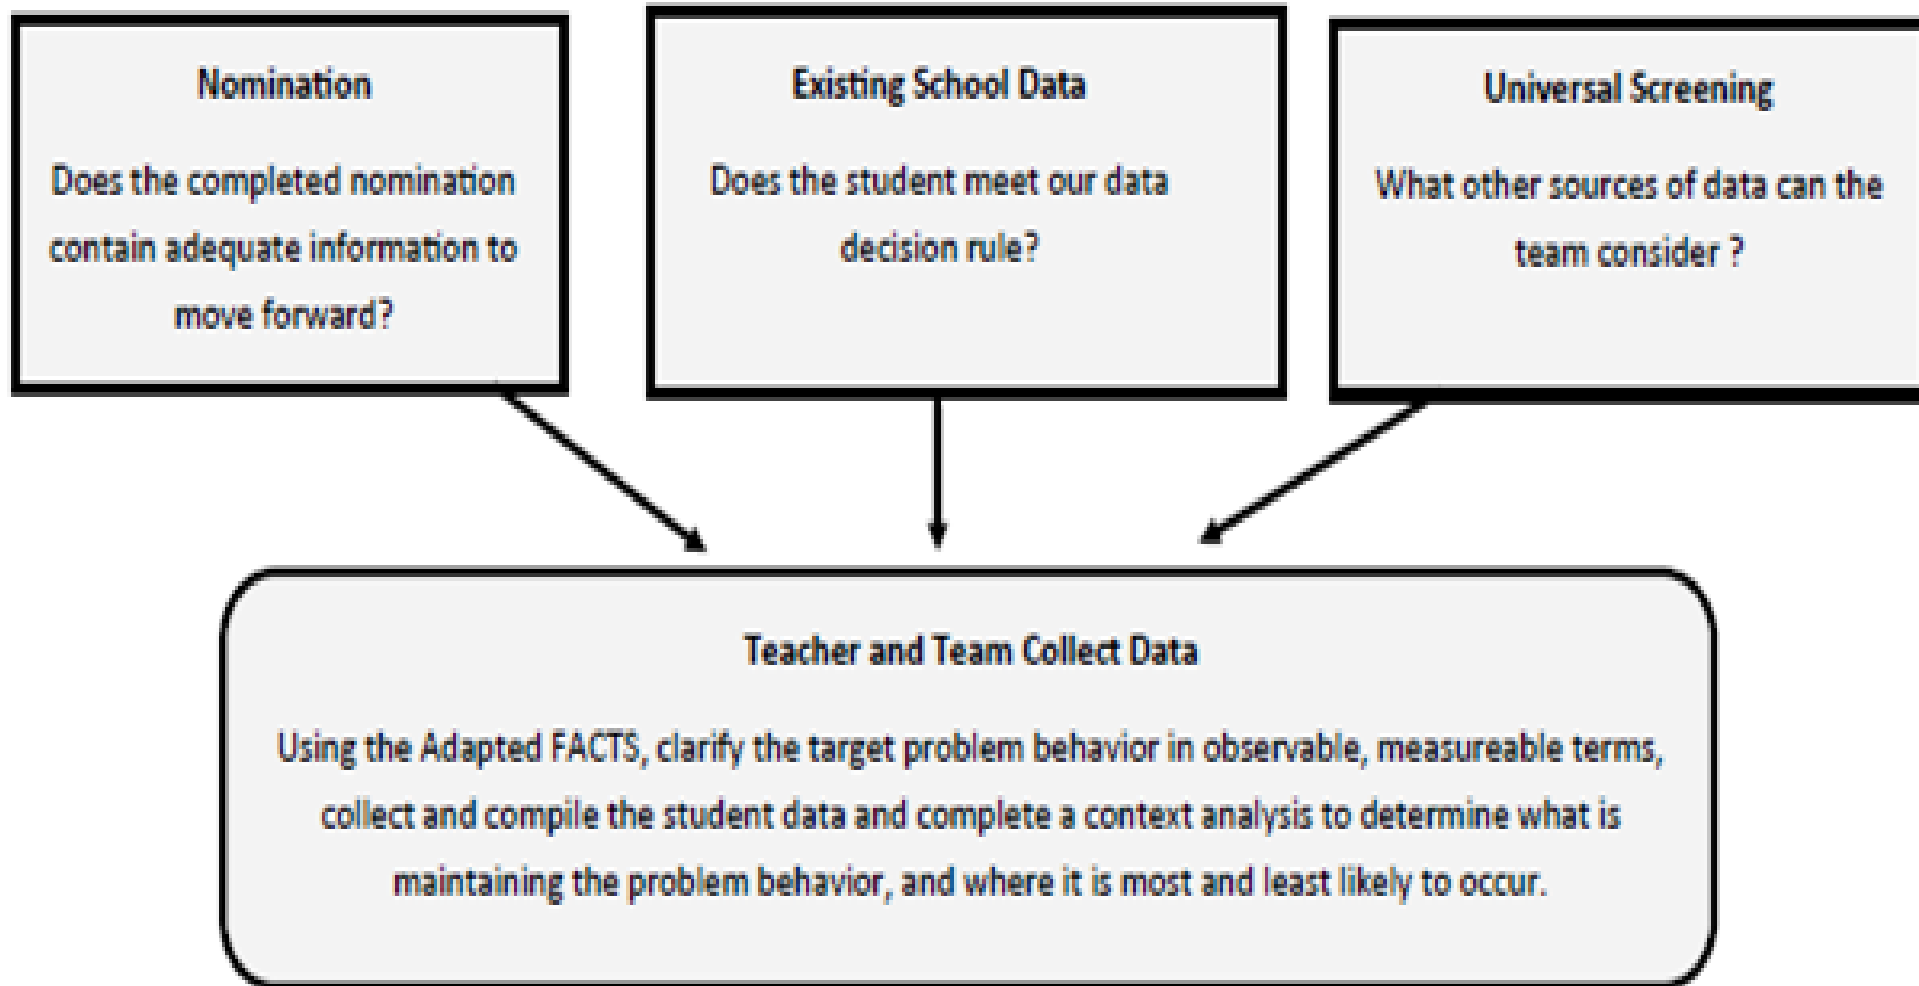 Nomination
Does the completed nomination
contain adequate information to
move forward?
Existing School Data
Does the student meet our data
decision rule?
Universal Screening
What other sources of data can the
team consider ?
Teacher and Team Collect Data
Using the Adapted FACTS, clarify the target problem behavior in observable, measureable terms,
collect and compile the student data and complete a context analysis to determine what is
maintaining the problem behavior, and where it is most and least likely to occur.